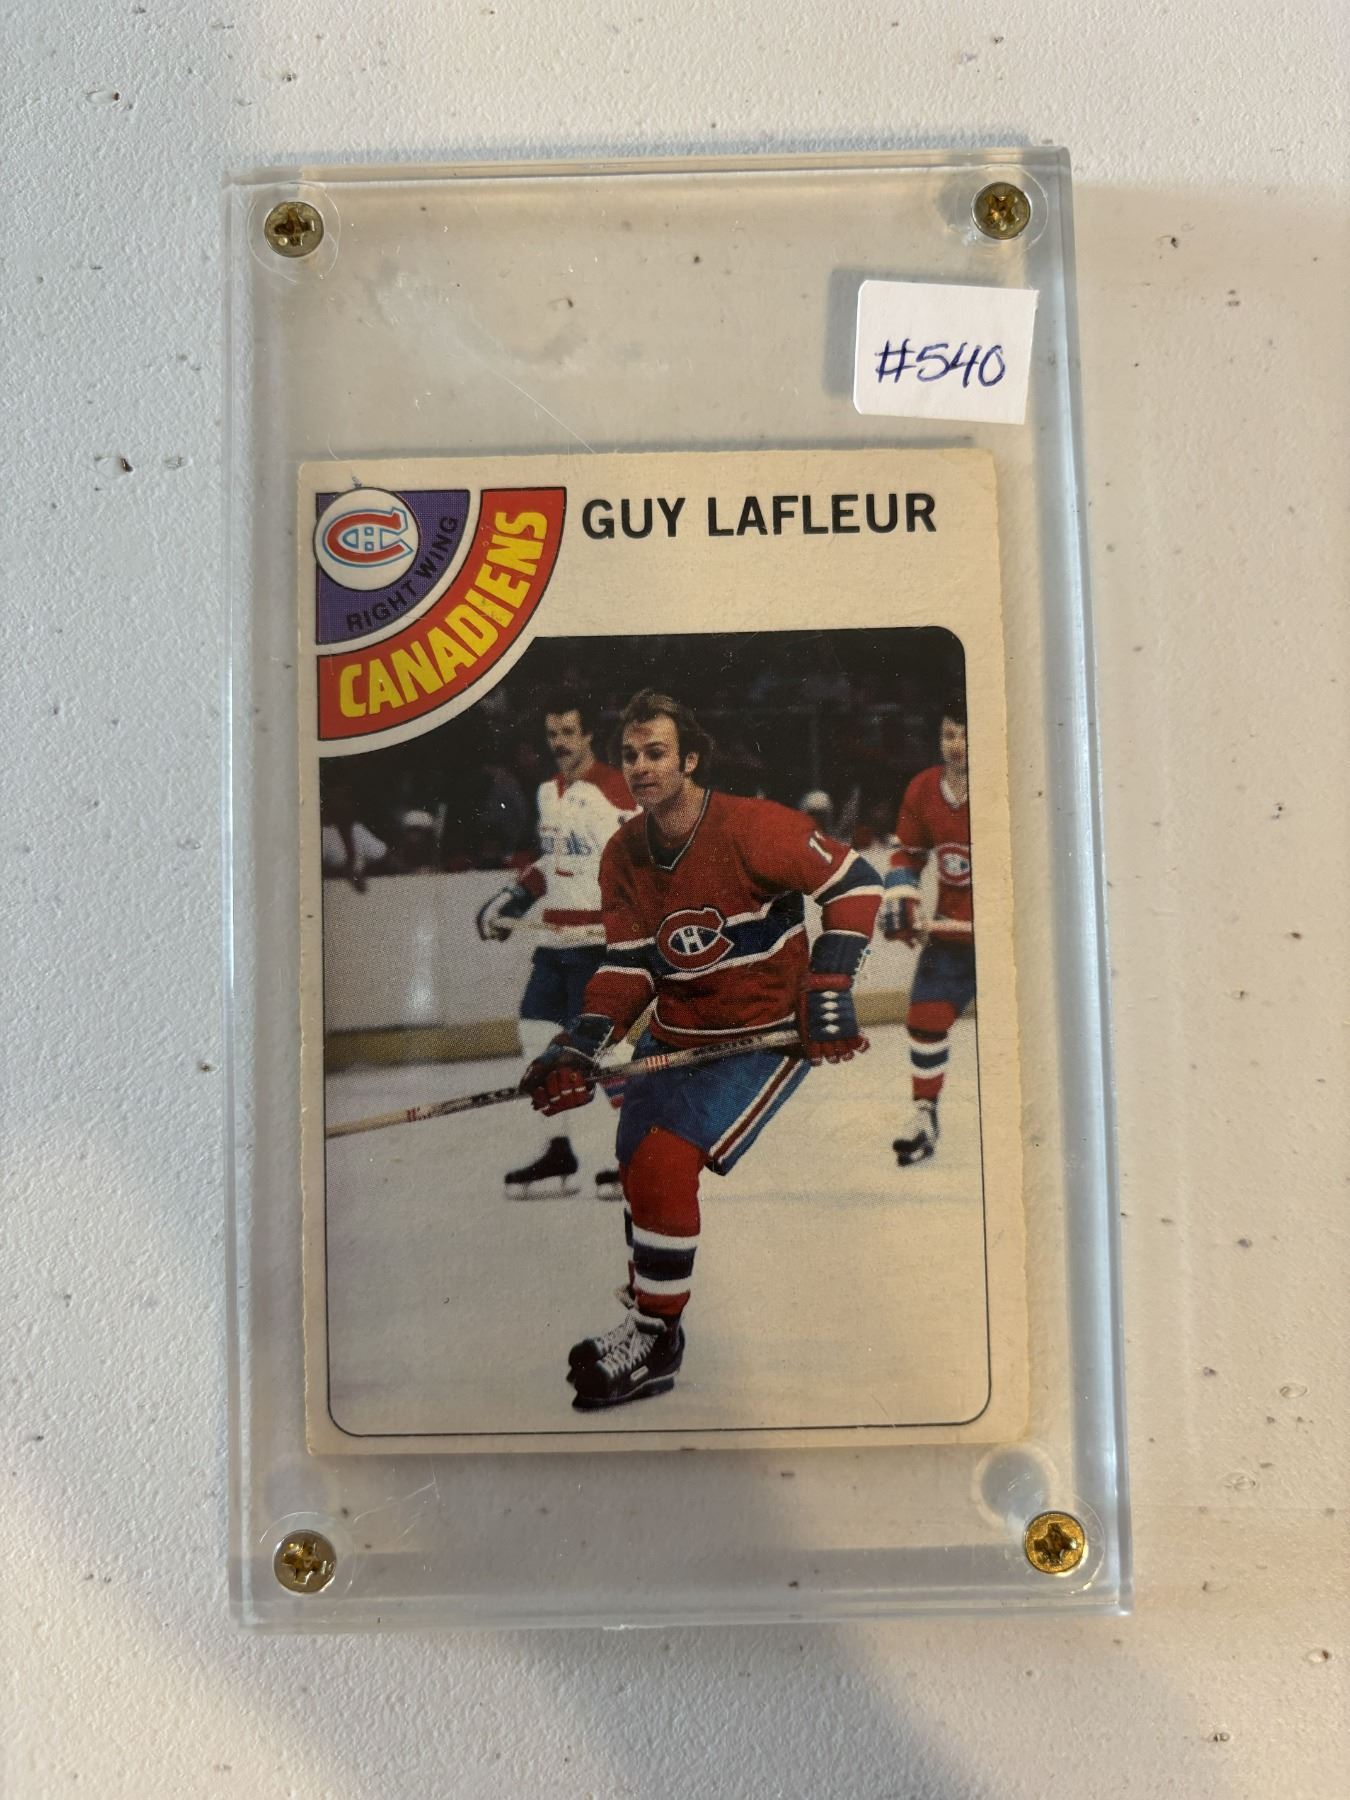 #540
GUY LAFLEUR
RIGHT WING
CANADIENS